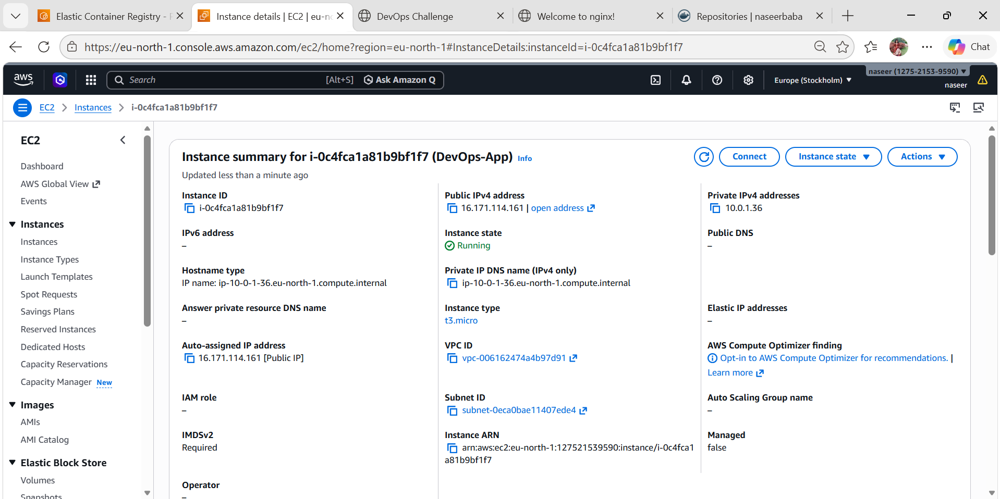 Elastic Container Registry -
Instance details | EC2 | eu-no
DevOps Challenge
Welcome to nginx!
Repositories | naseerbaba
https://eu-north-1.console.aws.amazon.com/ec2/home?region=eu-north-1#InstanceDetails:instanceId=i-0c4fca1a81b9bf1f7
Chat
aws
Search
[Alt+S]
Ask Amazon Q
Europe (Stockholm)
naseer (1275-2153-9590)
naseer
EC2
Instances
i-0c4fca1a81b9bf1f7
EC2
Dashboard
AWS Global View
Events
Instances
Instances
Instance Types
Launch Templates
Spot Requests
Savings Plans
Reserved Instances
Dedicated Hosts
Capacity Reservations
Capacity Manager New
Images
AMIs
AMI Catalog
Elastic Block Store
Volumes
Snapshots
Instance summary for i-0c4fca1a81b9bf1f7 (DevOps-App) Info
Updated less than a minute ago
Connect
Instance state
Actions
Instance ID
i-0c4fca1a81b9bf1f7
Public IPv4 address
16.171.114.161 | open address
Private IPv4 addresses
10.0.1.36
IPv6 address
–
Instance state
Running
Public DNS
–
Hostname type
IP name: ip-10-0-1-36.eu-north-1.compute.internal
Private IP DNS name (IPv4 only)
ip-10-0-1-36.eu-north-1.compute.internal
Answer private resource DNS name
–
Instance type
t3.micro
Elastic IP addresses
–
Auto-assigned IP address
16.171.114.161 [Public IP]
VPC ID
vpc-006162474a4b97d91
AWS Compute Optimizer finding
Opt-in to AWS Compute Optimizer for recommendations. |
Learn more
IAM role
–
Subnet ID
subnet-0eca0bae11407ede4
Auto Scaling Group name
–
IMDSv2
Required
Instance ARN
arn:aws:ec2:eu-north-1:127521539590:instance/i-0c4fca1
a81b9bf1f7
Managed
false
Operator
–